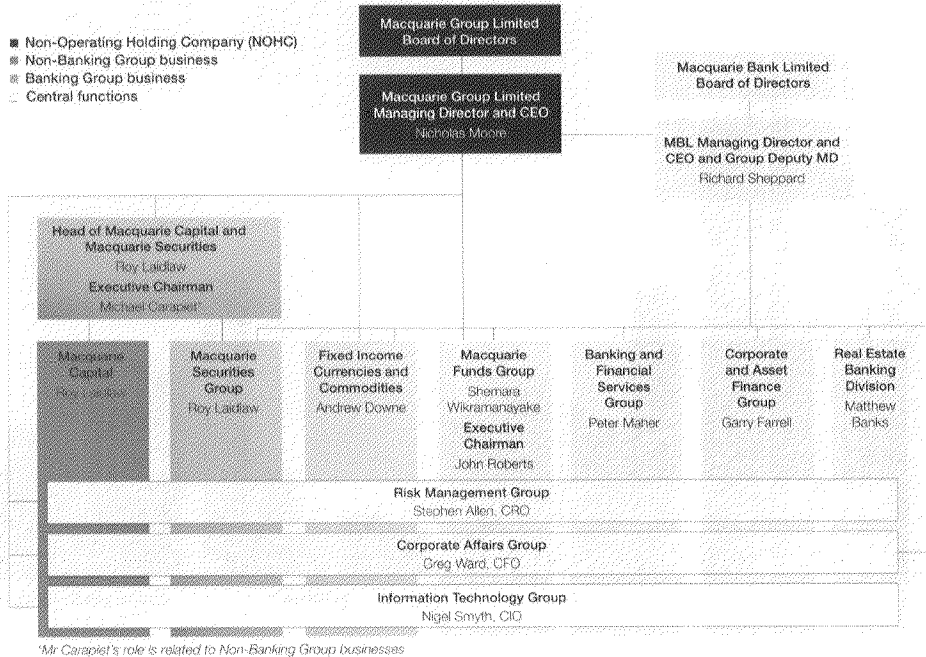 Macquarie Group Limited
Board of Directors
Non-Operating Holding Company (NOHC)
Non-Banking Group business
Banking Group business
Central functions
Macquarie Group Limited
Managing Director and CEO
Nicholas Moore
Macquarie Bank Limited
Board of Directors
MBL Managing Director and
CEO and Group Deputy MD
Richard Sheppard
Head of Macquarie Capital and
Macquarie Securities
Roy Laidlaw
Executive Chairman
Michael Carapiet*
Macquarie
Capital
Roy Laidlaw
Macquarie
Securities
Group
Roy Laidlaw
Fixed Income
Currencies and
Commodities
Andrew Downe
Macquarie
Funds Group
Shemara
Wikramanayake
Executive
Chairman
John Roberts
Banking and
Financial
Services
Group
Peter Maher
Corporate
and Asset
Finance
Group
Garry Farrell
Real Estate
Banking
Division
Matthew
Banks
Risk Management Group
Stephen Allen, CRO
Corporate Affairs Group
Greg Ward, CFO
Information Technology Group
Nigel Smyth, CIO
*Mr Carapiet's role is related to Non-Banking Group businesses